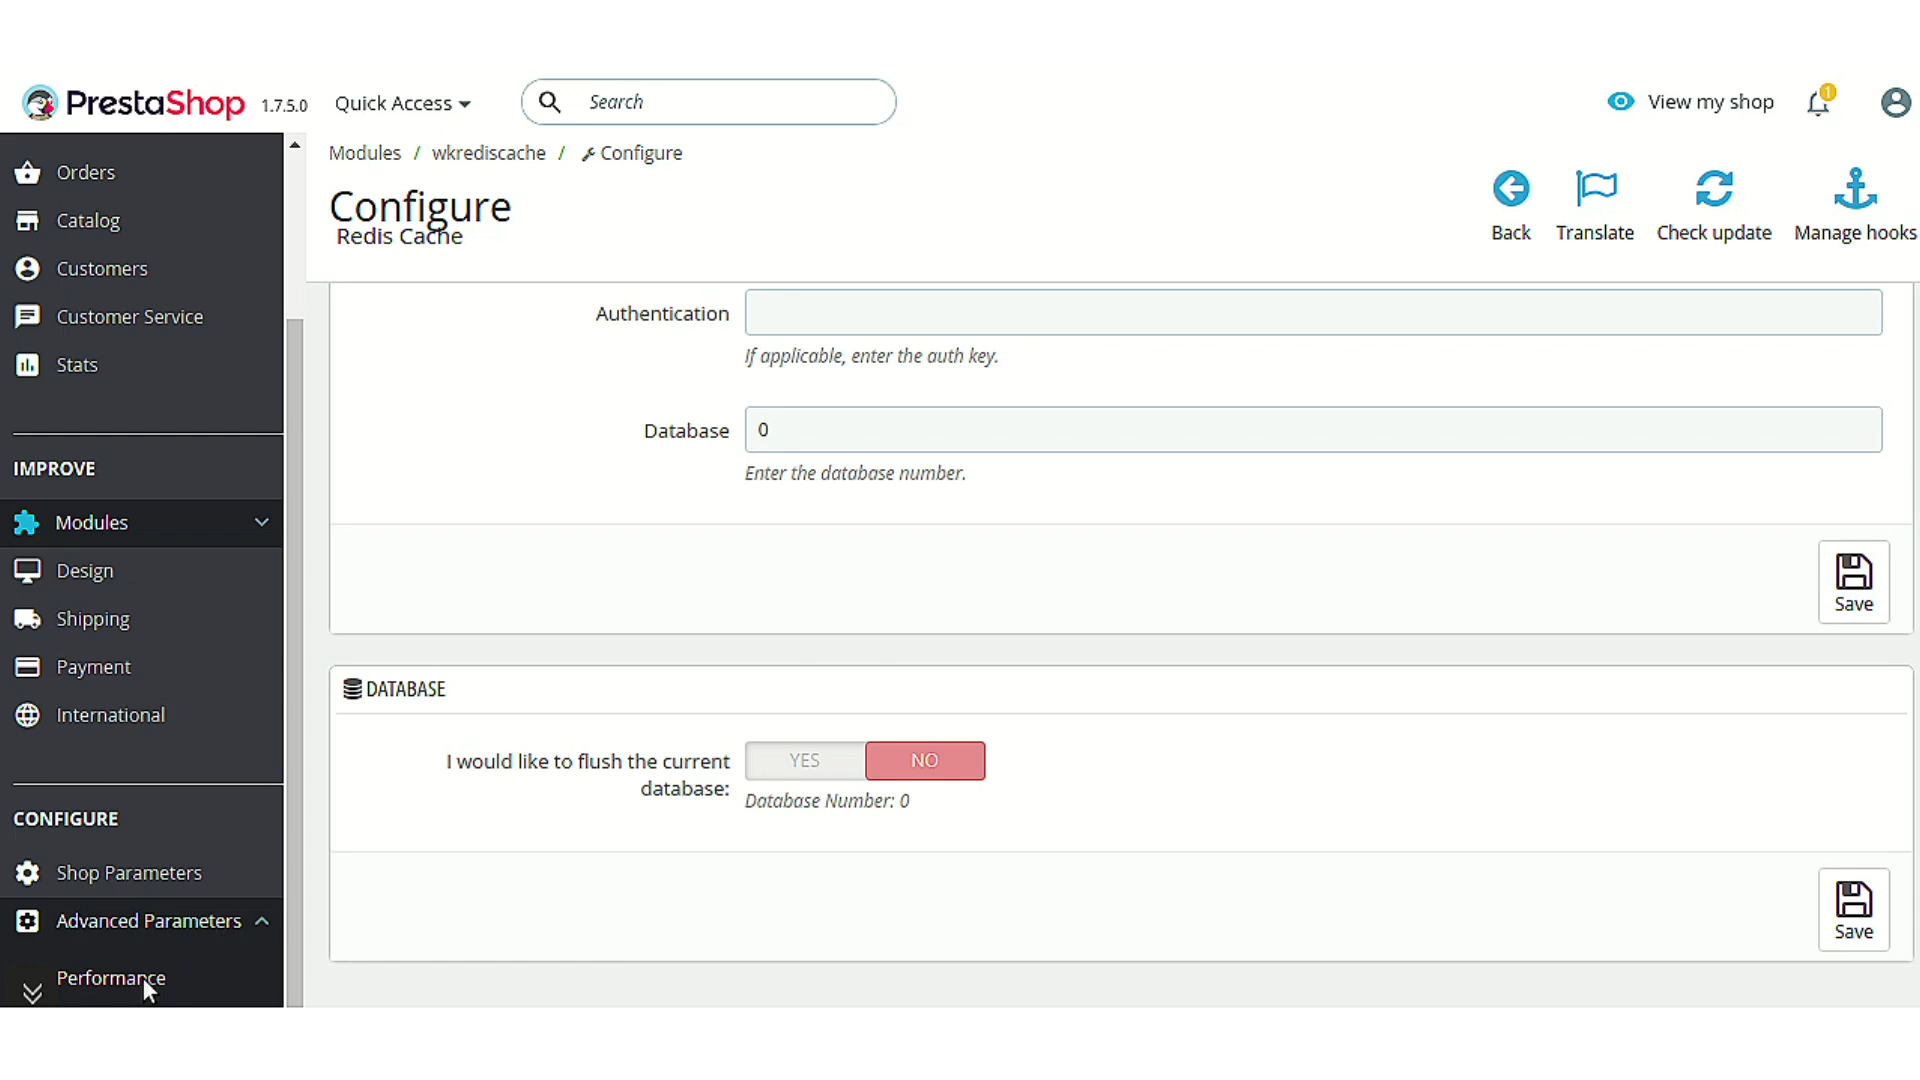 PrestaShop 1.7.5.0 Quick Access Search View my shop 1
Modules / wkrediscache / Configure
Configure
Redis Cache
Back Translate Check update Manage hooks
Orders
Catalog
Customers
Customer Service
Stats
IMPROVE
Modules
Design
Shipping
Payment
International
CONFIGURE
Shop Parameters
Advanced Parameters
Performance
Authentication
If applicable, enter the auth key.
Database 0
Enter the database number.
Save
DATABASE
I would like to flush the current
database:
YES NO
Database Number: 0
Save